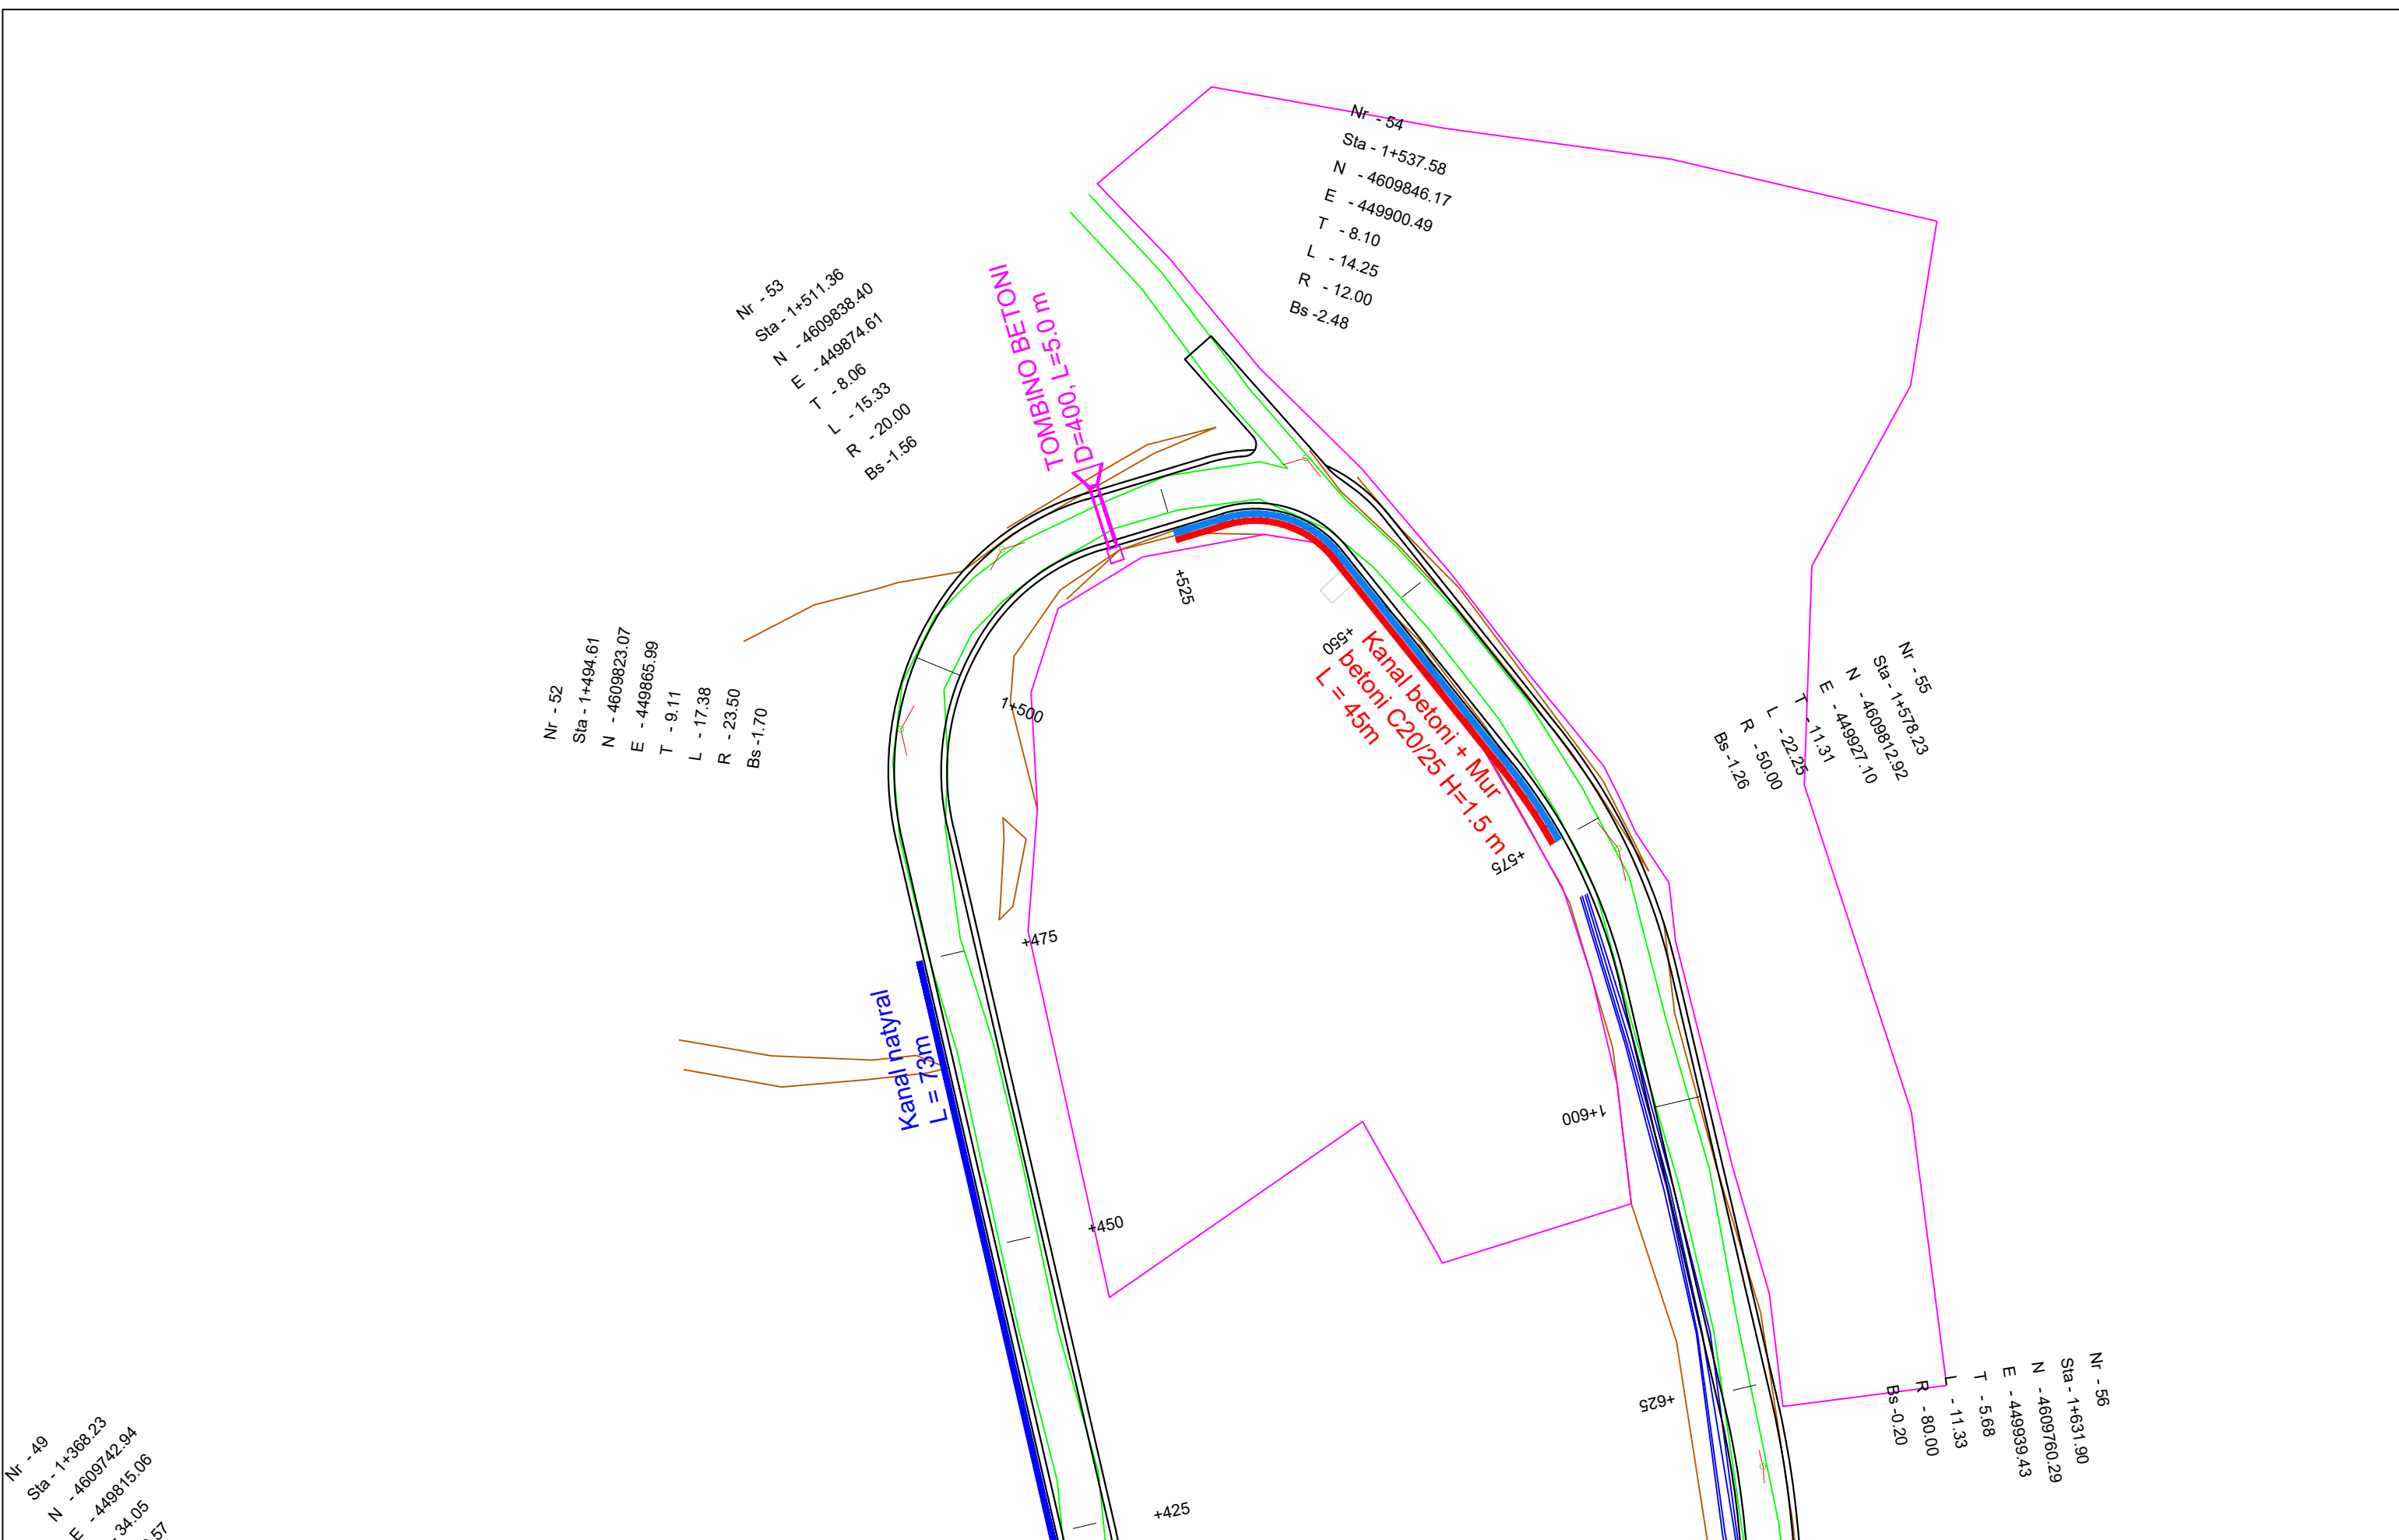 Nr - 54
Sta - 1+537.58
N - 4609846.17
E - 449900.49
T - 8.10
L - 14.25
R - 12.00
Bs -2.48
Nr - 53
Sta - 1+511.36
N - 4609838.40
E - 449874.61
T - 8.06
L - 15.33
R - 20.00
Bs -1.56
TOMBINO BETONI
D=400, L=5.0 m
Nr - 52
Sta - 1+494.61
N - 4609823.07
E - 449865.99
T - 9.11
L - 17.38
R - 23.50
Bs -1.70
+525
+550
Kanal betoni + Mur
betoni C20/25 H=1.5 m
L = 45m
1+500
Nr - 55
Sta - 1+578.23
N - 4609812.92
E - 449927.10
T - 11.31
L - 22.25
R - 50.00
Bs -1.26
+575
+475
Kanal natyral
L = 73m
1+600
+450
Nr - 56
Sta - 1+631.90
N - 4609760.29
E - 449939.43
T - 5.68
L - 11.33
R - 80.00
Bs -0.20
+625
+425
Nr - 49
Sta - 1+368.23
N - 4609742.94
E - 449815.06
- 34.05
.57